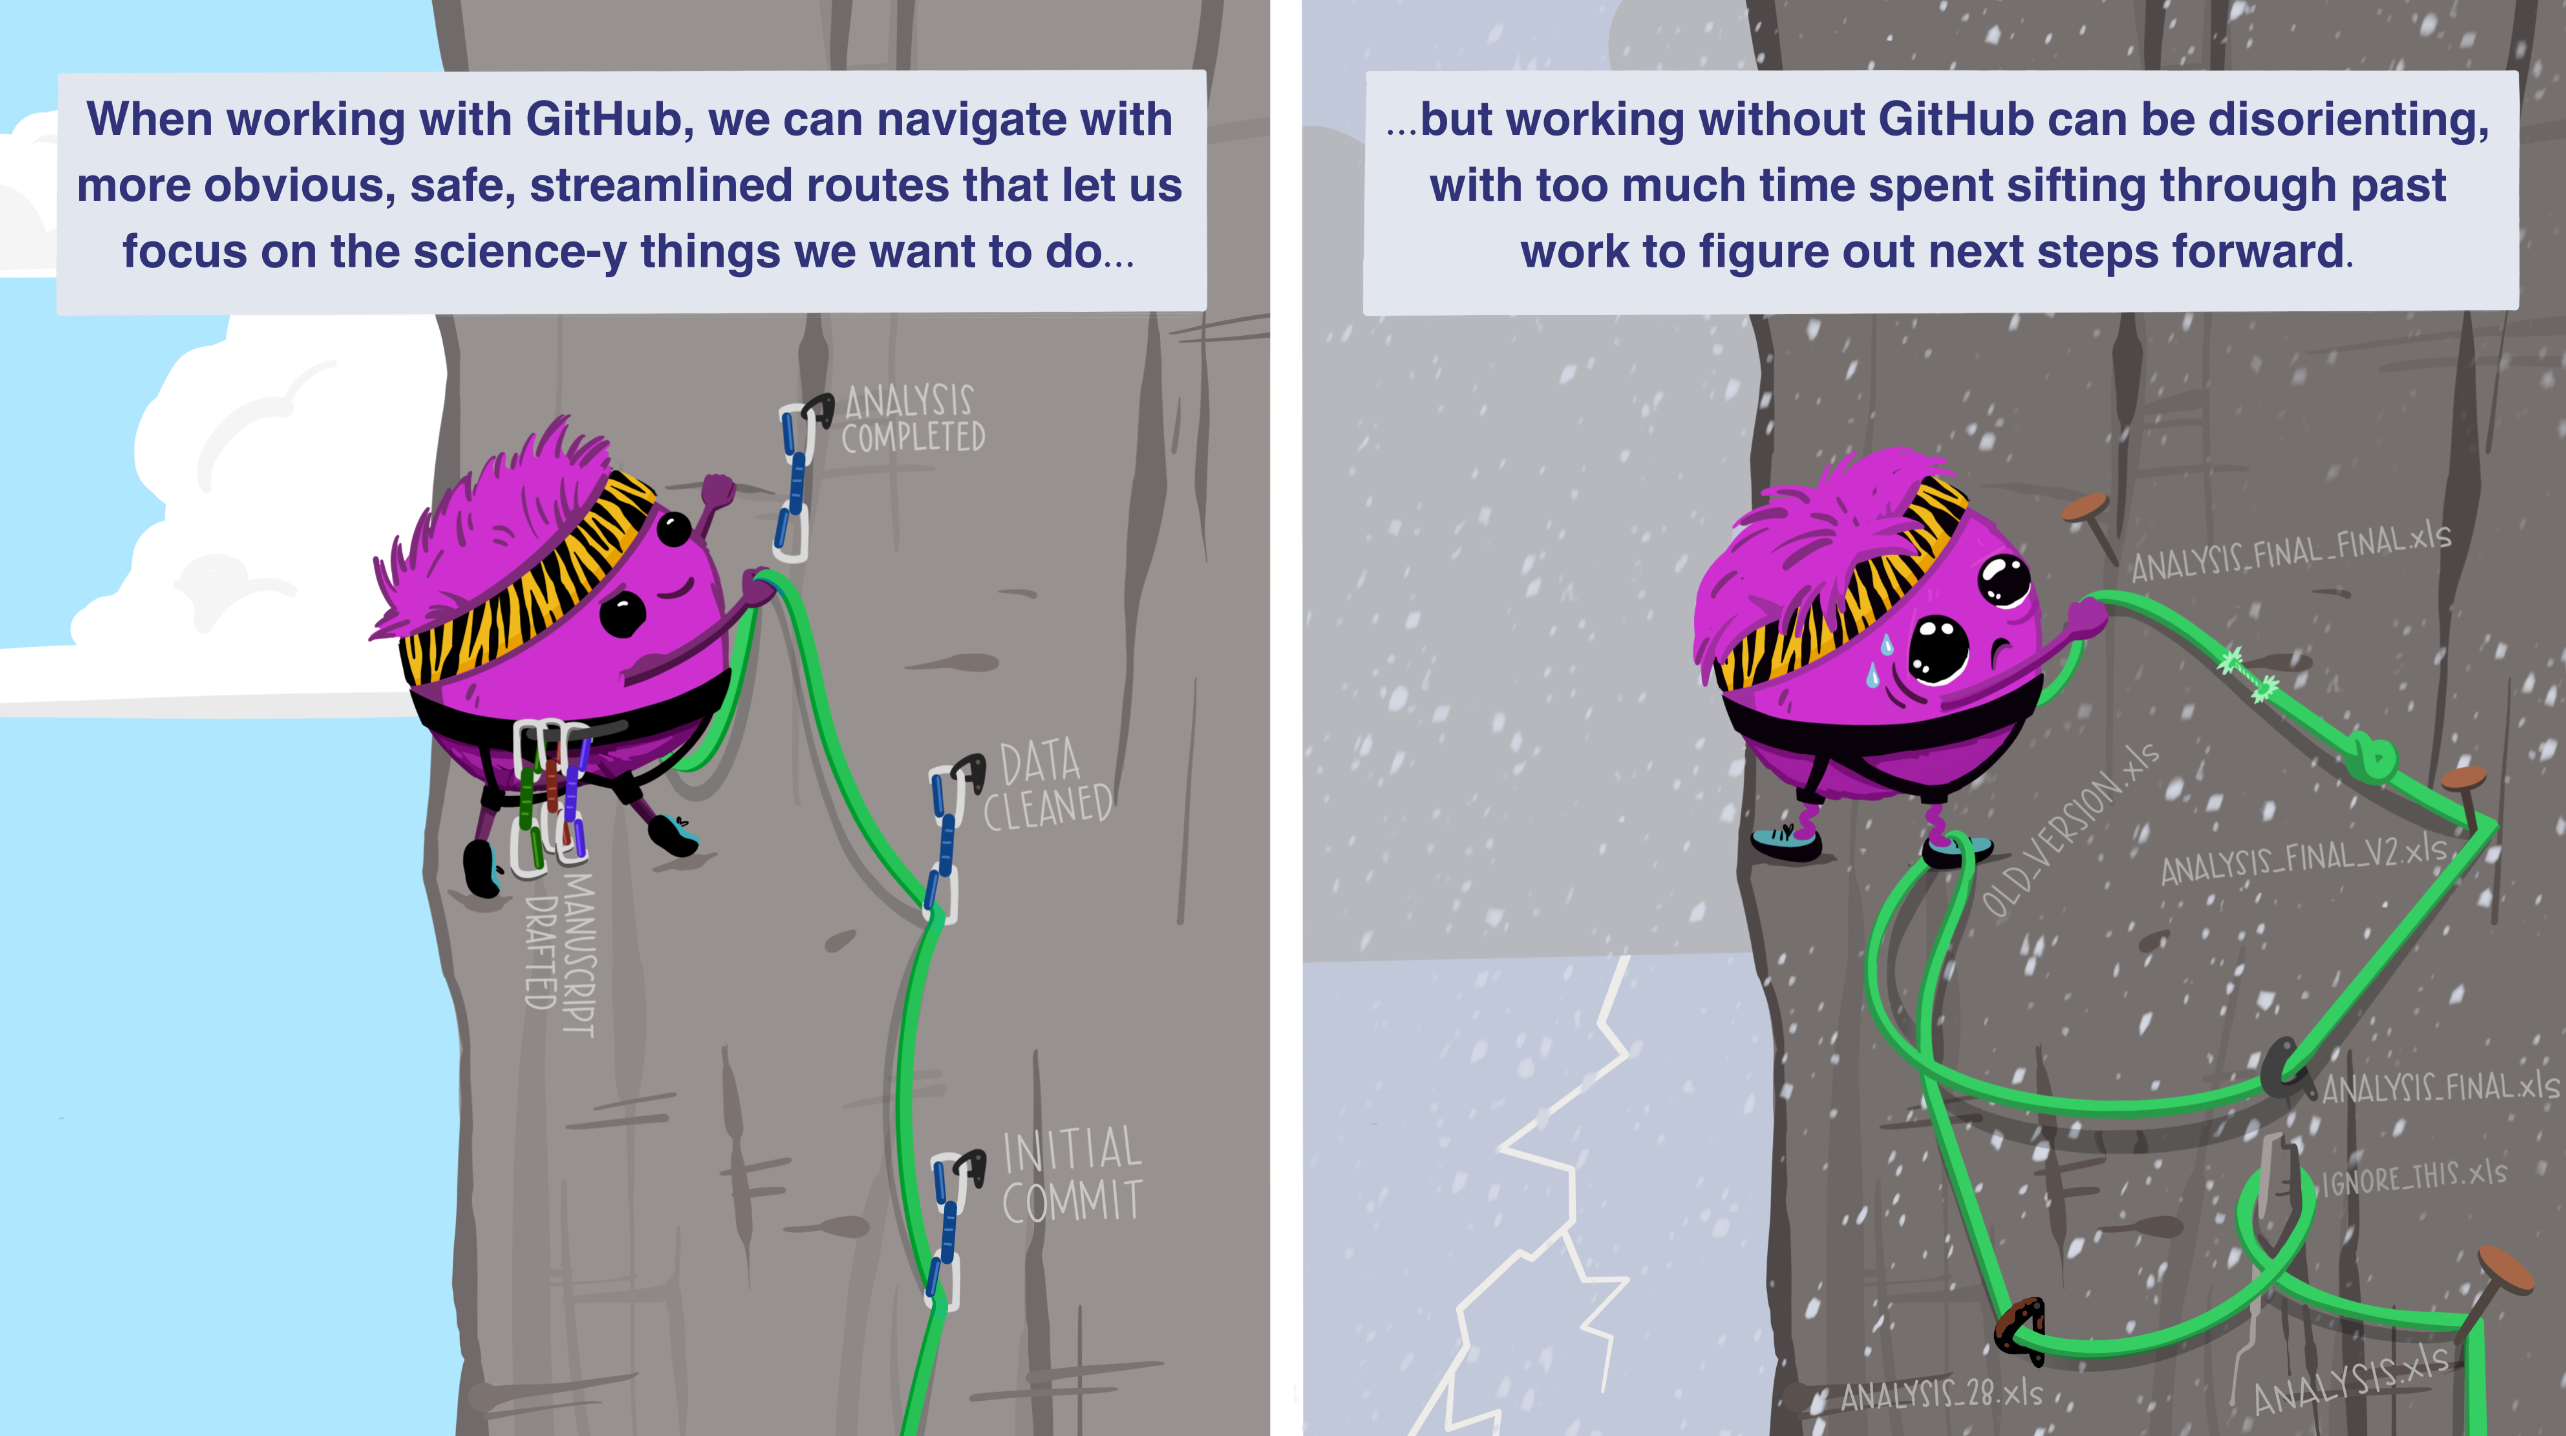 When working with GitHub, we can navigate with
more obvious, safe, streamlined routes that let us
focus on the science-y things we want to do...
ANALYSIS
COMPLETED
DATA
CLEANED
MANUSCRIPT
DRAFTED
INITIAL
COMMIT
...but working without GitHub can be disorienting,
with too much time spent sifting through past
work to figure out next steps forward.
ANALYSIS_FINAL_FINAL.xls
OLD_VERSION.xls
ANALYSIS_FINAL_V2.xls
ANALYSIS_FINAL.xls
IGNORE_THIS.xls
ANALYSIS_28.xls
ANALYSIS.xls